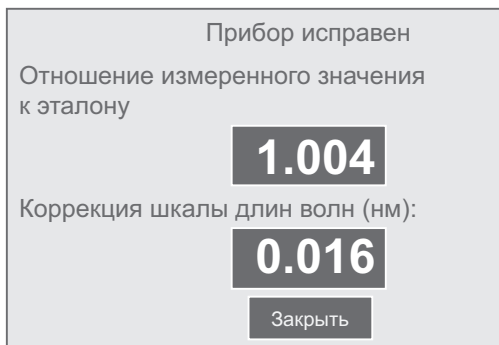 Прибор исправен
Отношение измеренного значения
к эталону
1.004
Коррекция шкалы длин волн (нм):
0.016
Закрыть